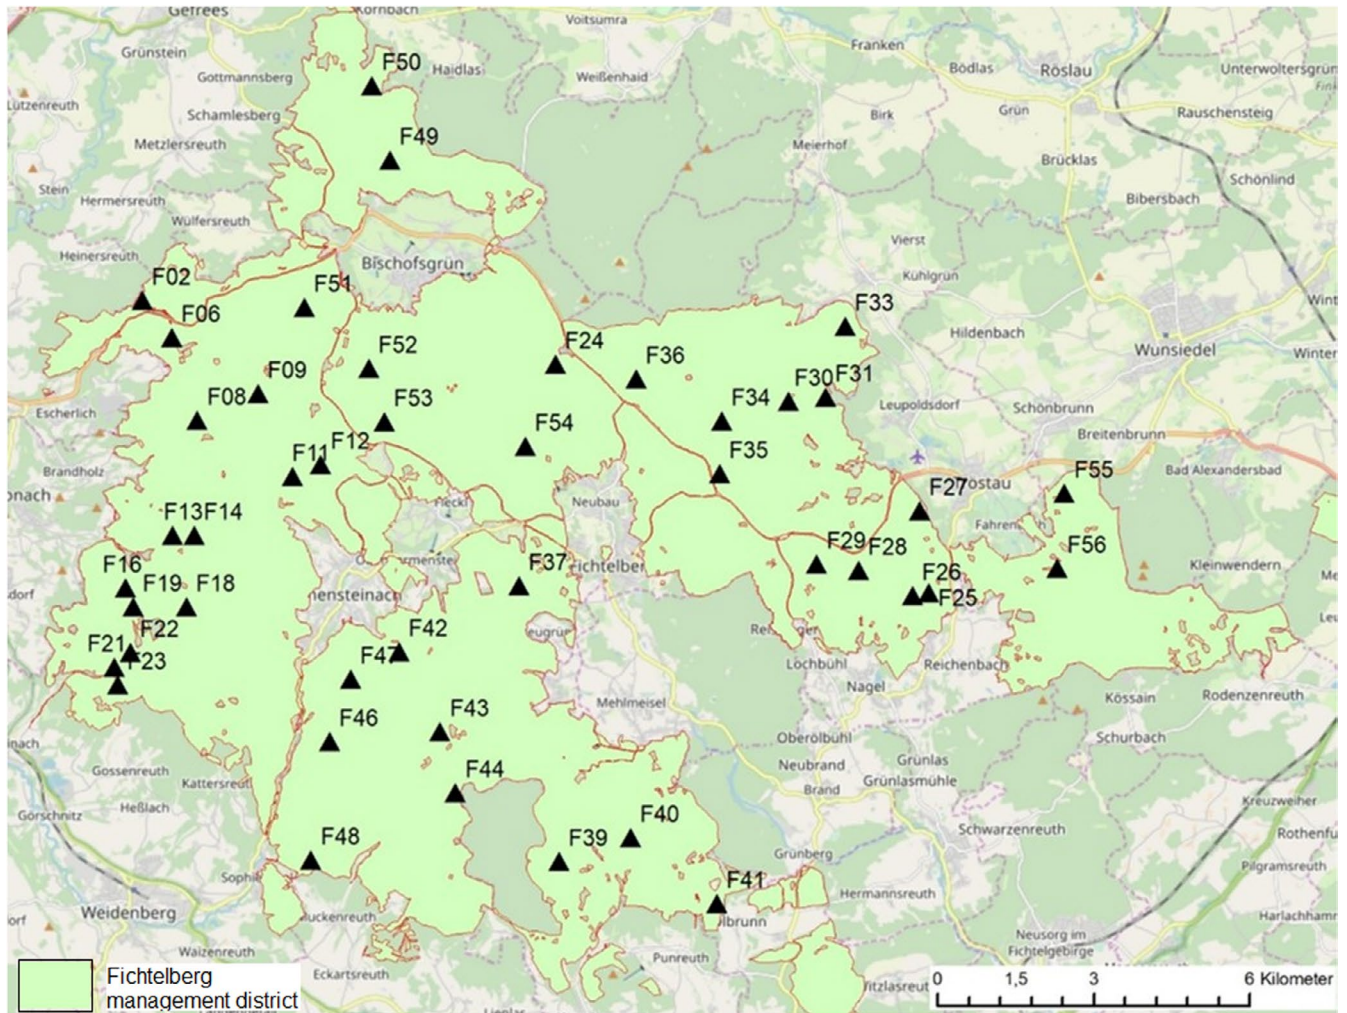 Gefrees
Kornbach
Voitsumra
Grünstein
Franken
F50
Haidlas
Weißenhaid
Bödlas
Röslau
Gottmannsberg
Lützenreuth
Schamlesberg
Birk
Grün
Rauschensteig
F49
Metzlersreuth
Meierhof
Brücklas
Stein
Hermersreuth
Schönlind
Bibersbach
Wülfersreuth
Heinersreuth
Bischofsgrün
Vierst
Kühlgrün
F02
F51
F33
F06
Hildenbach
F52
F24
F36
Wunsiedel
F09
F08
F53
F34
F30
F31
Escherlich
Leupoldsdorf
Schönbrunn
F54
Breitenbrunn
F11
F12
F35
Brandholz
Bad Alexandersbad
F55
F27
Neubau
F13
F14
F56
F16
F19
F18
F37
F29
F28
Kleinwendern
F26
F25
F22
F42
F21
F23
F47
Lochbühl
Reichenbach
Nagel
Mehlmeisel
Kössain
Rodenzenreuth
F46
F43
Oberölbühl
Schurbach
Gossenreuth
Neubrand
Grünlas
Grünlasmühle
F44
Brand
Heßlach
Kreuzweiher
Görschnitz
F40
Schwarzenreuth
F48
F39
Grünberg
Pilgramsreuth
F41
Hermannsreuth
Weidenberg
Neusorg im
Fichtelgebirge
Waizenreuth
Punreuth
Eckartsreuth
Fichtelberg
management district
0 1,5 3 6 Kilometer